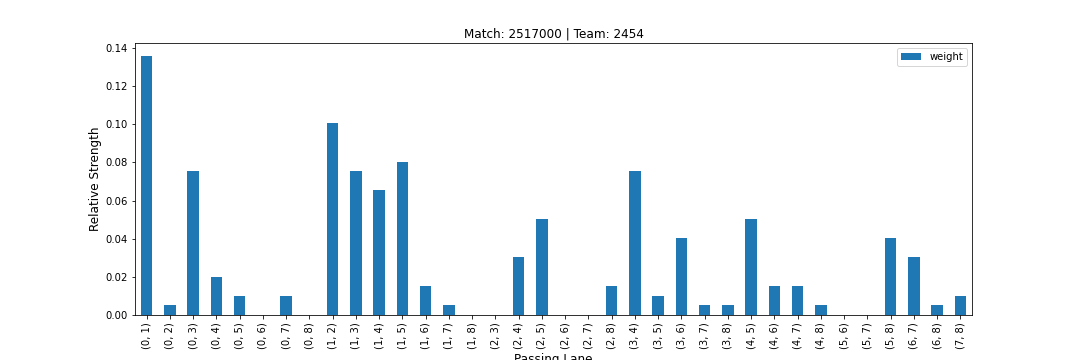 Match: 2517000 | Team: 2454
weight
Relative Strength
0.14
0.12
0.10
0.08
0.06
0.04
0.02
0.00
(0, 1) (0, 2) (0, 3) (0, 4) (0, 5) (0, 6) (0, 7) (0, 8) (1, 2) (1, 3) (1, 4) (1, 5) (1, 6) (1, 7) (1, 8) (2, 3) (2, 4) (2, 5) (2, 6) (2, 7) (2, 8) (3, 4) (3, 5) (3, 6) (3, 7) (3, 8) (4, 5) (4, 6) (4, 7) (4, 8) (5, 6) (5, 7) (5, 8) (6, 7) (6, 8) (7, 8)
Passing Lane